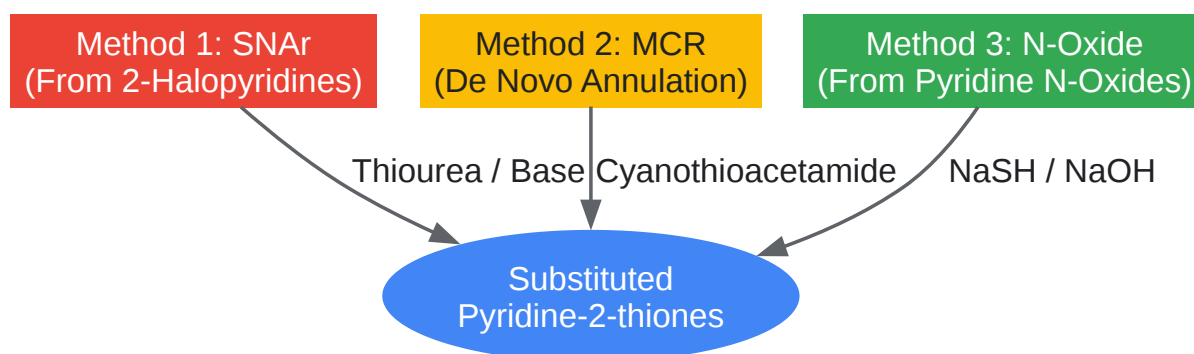 Method 1: SNAr
(From 2-Halopyridines)
Method 2: MCR
(De Novo Annulation)
Method 3: N-Oxide
(From Pyridine N-Oxides)
Thiourea / Base
Cyanothioacetamide
NaSH / NaOH
Substituted
Pyridine-2-thiones